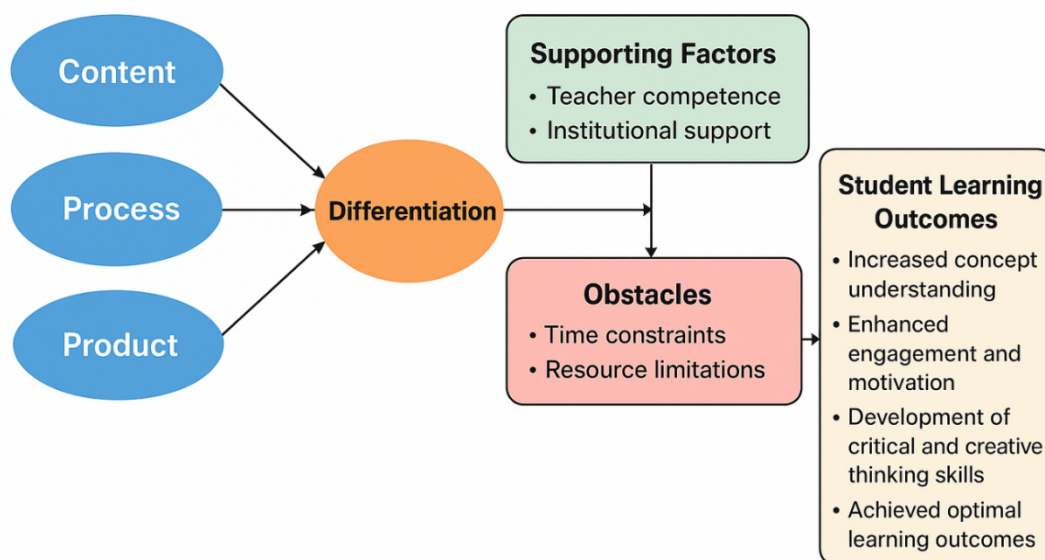 Content
Process
Product
Differentiation
Supporting Factors
• Teacher competence
• Institutional support
Obstacles
• Time constraints
• Resource limitations
Student Learning
Outcomes
• Increased concept
understanding
• Enhanced
engagement and
motivation
• Development of
critical and creative
thinking skills
• Achieved optimal
learning outcomes